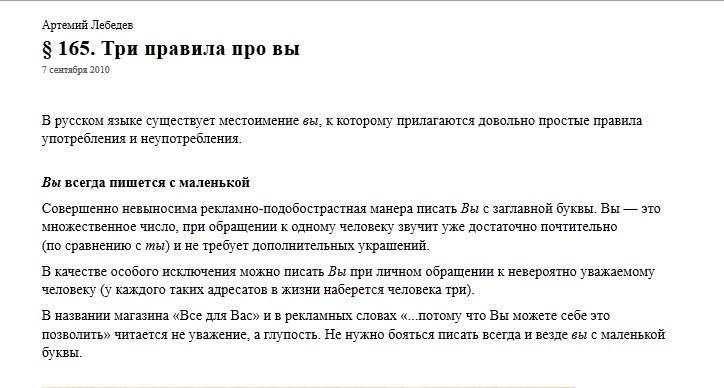 Артемий Лебедев
§ 165. Три правила про вы
7 сентября 2010
В русском языке существует местоимение вы, к которому прилагаются довольно простые правила
употребления и неупотребления.
Вы всегда пишется с маленькой
Совершенно невыносима рекламно-подобострастная манера писать Вы с заглавной буквы. Вы — это
множественное число, при обращении к одному человеку звучит уже достаточно почтительно
(по сравнению с ты) и не требует дополнительных украшений.
В качестве особого исключения можно писать Вы при личном обращении к невероятно уважаемому
человеку (у каждого таких адресатов в жизни наберется человека три).
В названии магазина «Все для Вас» и в рекламных словах «...потому что Вы можете себе это
позволить» читается не уважение, а глупость. Не нужно бояться писать всегда и везде вы с маленькой
буквы.